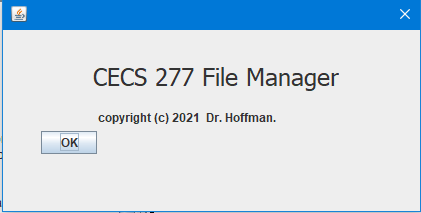 CECS 277 File Manager
copyright (c) 2021 Dr. Hoffman.
OK